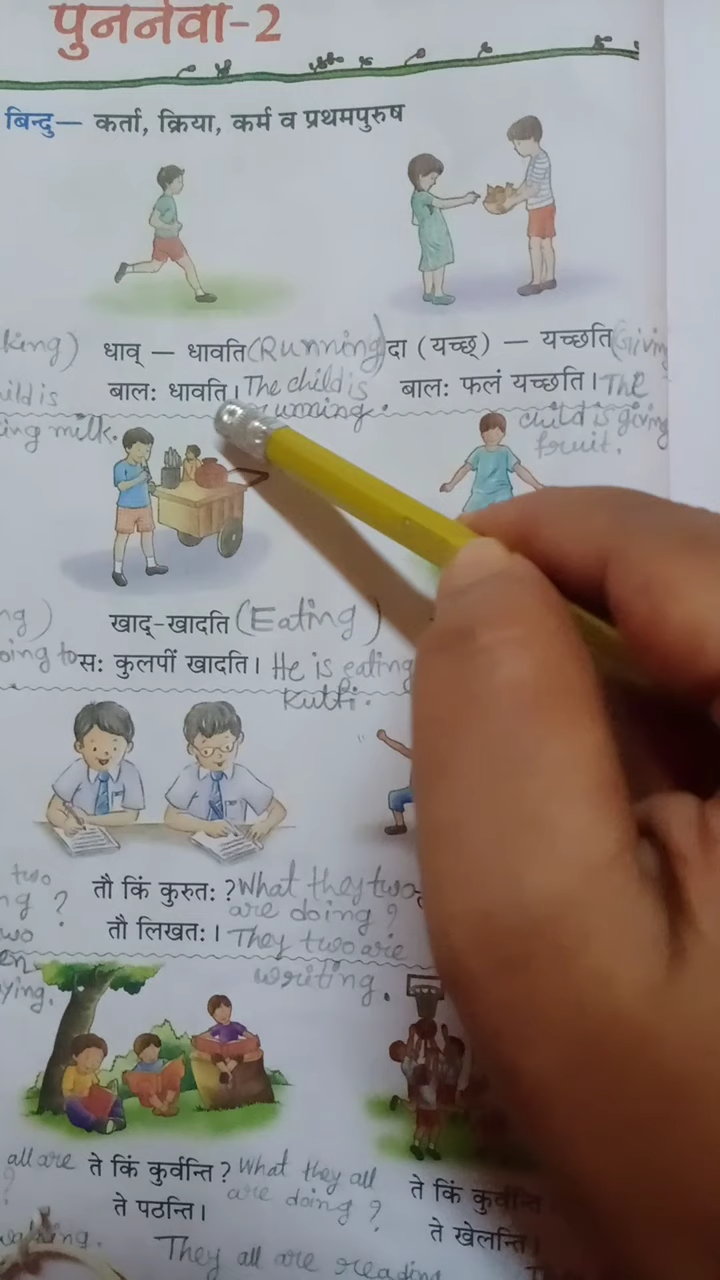 पुनर्नवा-2
बिन्दु— कर्ता, क्रिया, कर्म व प्रथमपुरुष
king) धाव् — धावति (Running) दा (यच्छ्) — यच्छति (Giving
ild is बालः धावति। The child is running. बालः फलं यच्छति। The child is giving fruit.
ing milk.
ng) खाद्-खादति (Eating)
oing to सः कुलपीं खादति। He is eating Kulfi.
two तौ किं कुरुतः ? What they two are doing ?
ng ?
wo तौ लिखतः। They two are writing.
en
ying.
all are ते किं कुर्वन्ति ? What they all are doing ? ते किं कुर्वन्ति
?
ते पठन्ति। ते खेलन्ति।
They all are reading